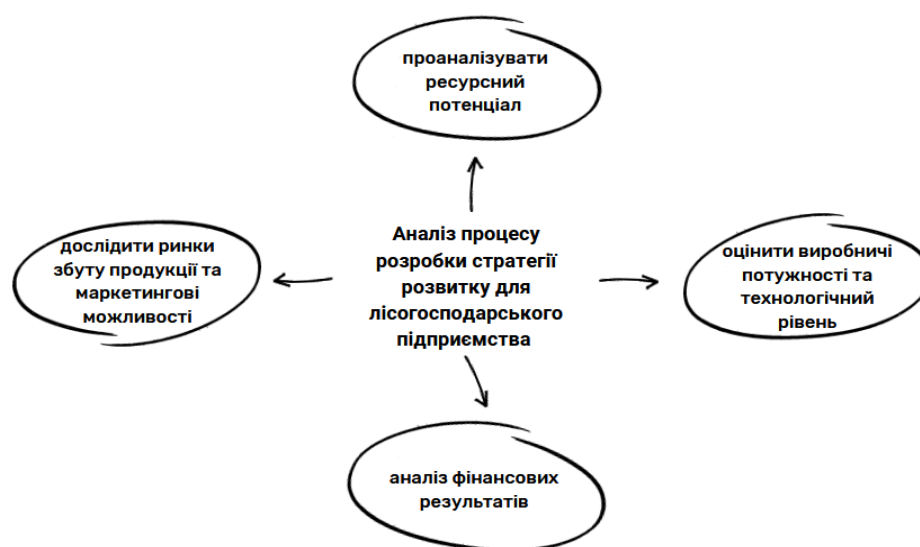 проаналізувати
ресурсний
потенціал
дослідити ринки
збуту продукції та
маркетингові
можливості
Аналіз процесу
розробки стратегії
розвитку для
лісогосподарського
підприємства
оцінити виробничі
потужності та
технологічний
рівень
аналіз фінансових
результатів